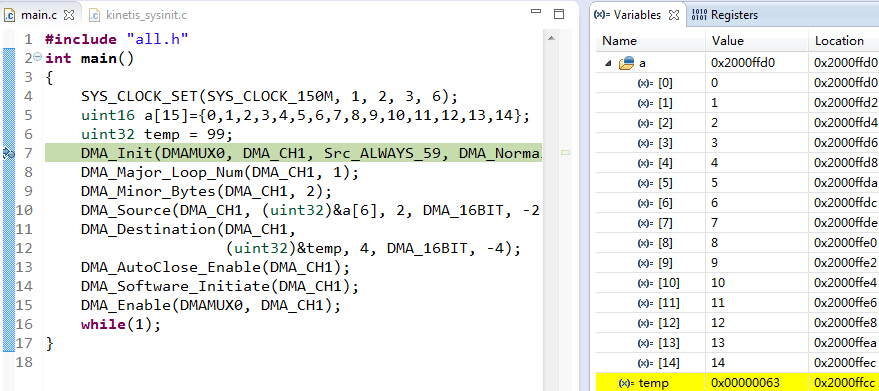 main.c
kinetis_sysinit.c
1 #include "all.h"
2 int main()
3 {
4 SYS_CLOCK_SET(SYS_CLOCK_150M, 1, 2, 3, 6);
5 uint16 a[15]={0,1,2,3,4,5,6,7,8,9,10,11,12,13,14};
6 uint32 temp = 99;
7 DMA_Init(DMAMUX0, DMA_CH1, Src_ALWAYS_59, DMA_Norma
8 DMA_Major_Loop_Num(DMA_CH1, 1);
9 DMA_Minor_Bytes(DMA_CH1, 2);
10 DMA_Source(DMA_CH1, (uint32)&a[6], 2, DMA_16BIT, -2
11 DMA_Destination(DMA_CH1,
12 (uint32)&temp, 4, DMA_16BIT, -4);
13 DMA_AutoClose_Enable(DMA_CH1);
14 DMA_Software_Initiate(DMA_CH1);
15 DMA_Enable(DMAMUX0, DMA_CH1);
16 while(1);
17 }
18
(x)= Variables
1010 0101 Registers
Name Value Location
a 0x2000ffd0 0x2000ffd0
(x)= [0] 0 0x2000ffd0
(x)= [1] 1 0x2000ffd2
(x)= [2] 2 0x2000ffd4
(x)= [3] 3 0x2000ffd6
(x)= [4] 4 0x2000ffd8
(x)= [5] 5 0x2000ffda
(x)= [6] 6 0x2000ffdc
(x)= [7] 7 0x2000ffde
(x)= [8] 8 0x2000ffe0
(x)= [9] 9 0x2000ffe2
(x)= [10] 10 0x2000ffe4
(x)= [11] 11 0x2000ffe6
(x)= [12] 12 0x2000ffe8
(x)= [13] 13 0x2000ffea
(x)= [14] 14 0x2000ffec
(x)= temp 0x00000063 0x2000ffcc